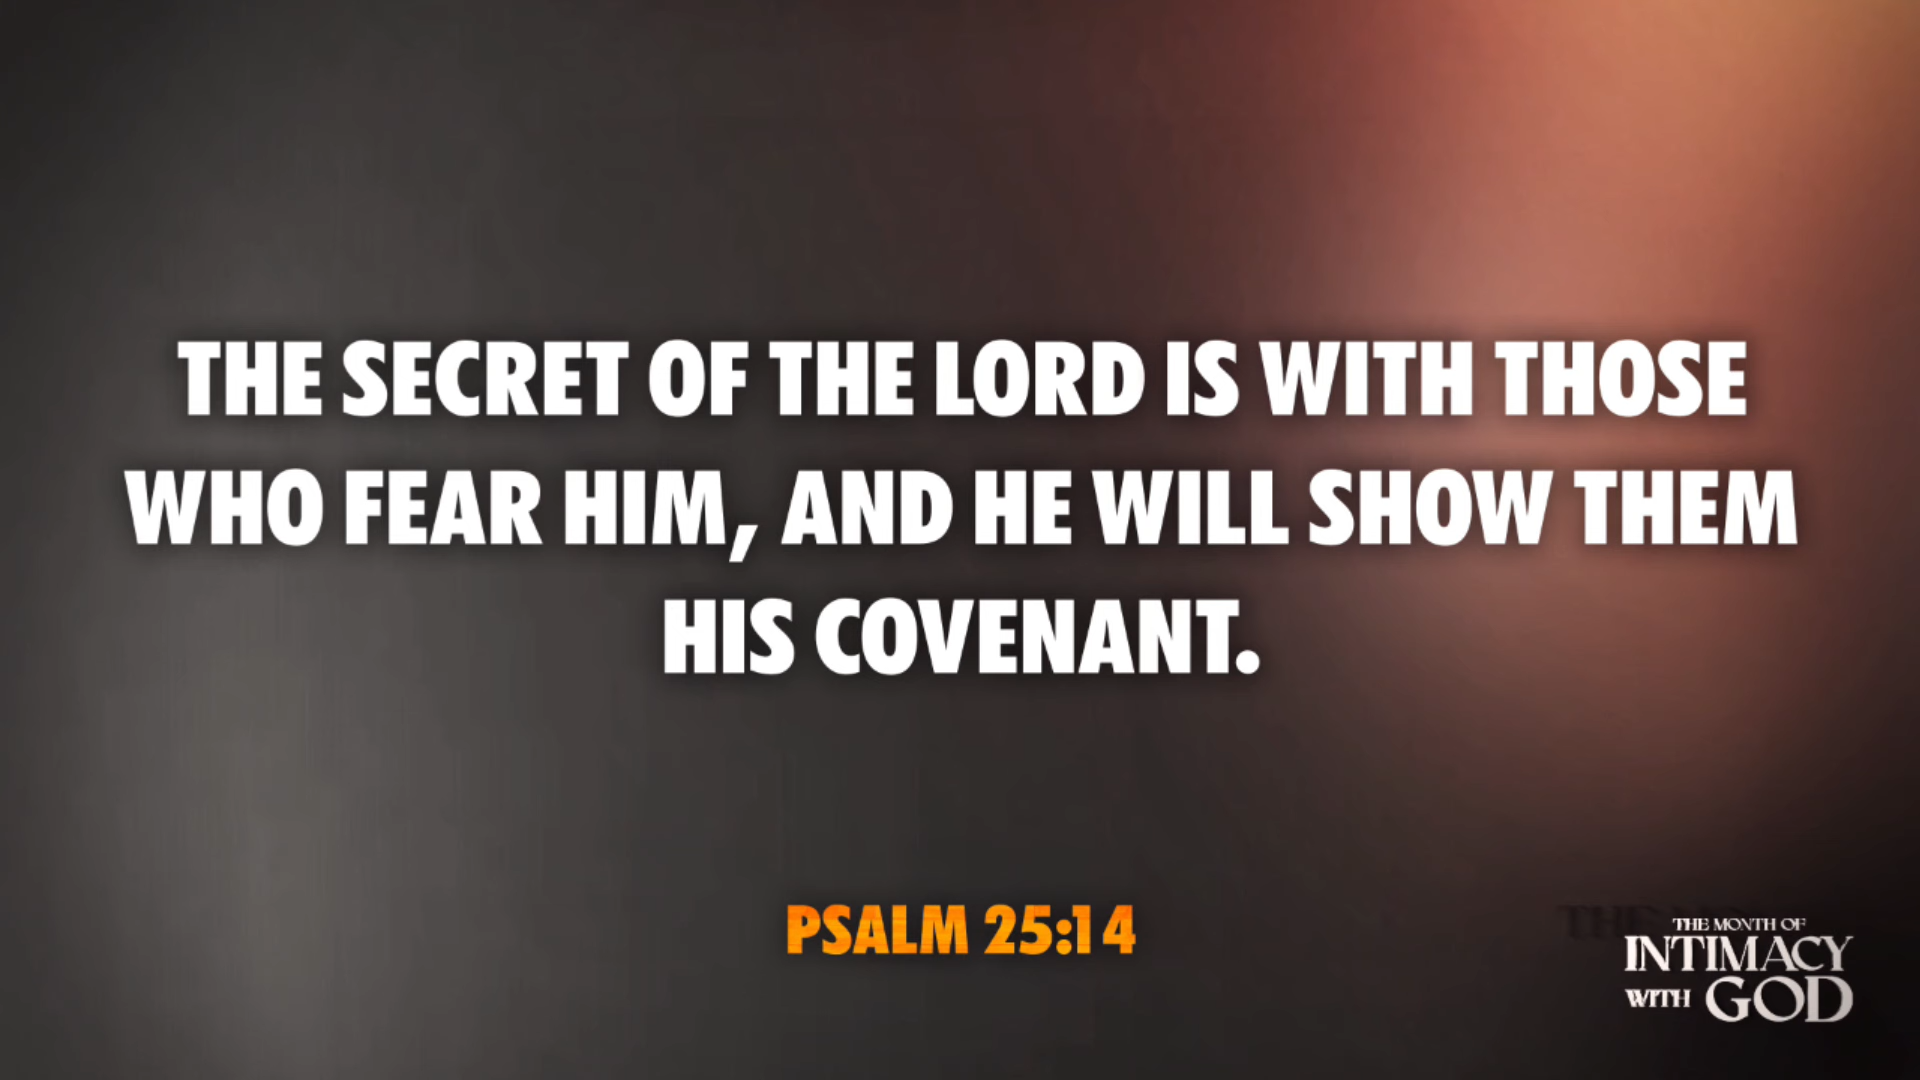 THE SECRET OF THE LORD IS WITH THOSE
WHO FEAR HIM, AND HE WILL SHOW THEM
HIS COVENANT.
PSALM 25:14
THE MONTH OF
INTIMACY
WITH GOD